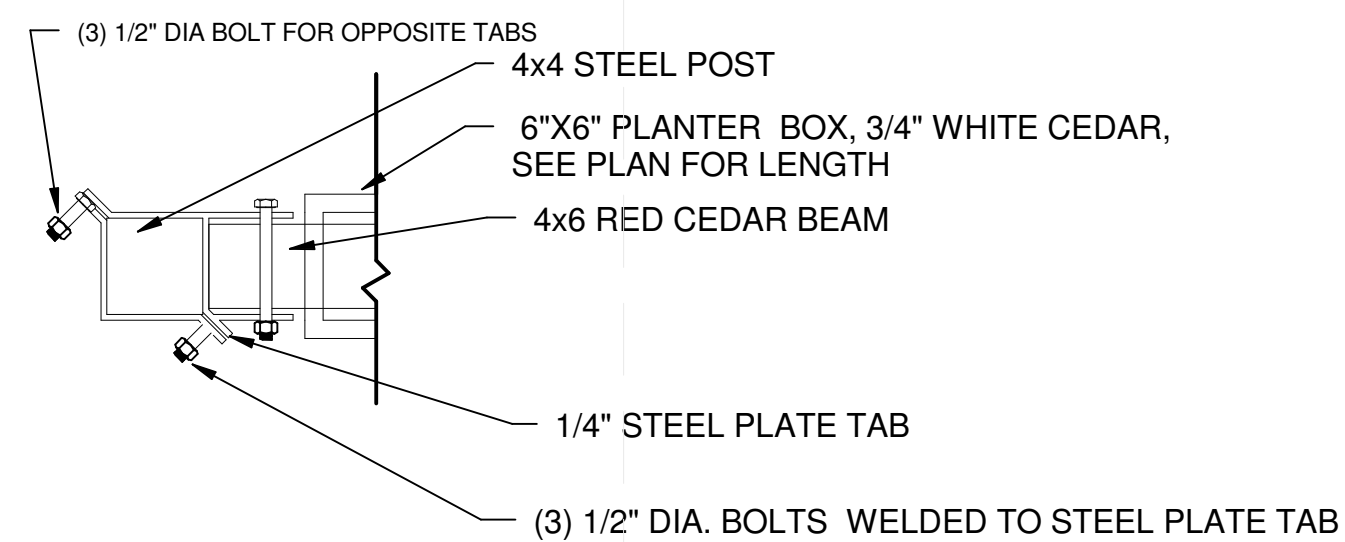 (3) 1/2" DIA BOLT FOR OPPOSITE TABS
4x4 STEEL POST
6"X6" PLANTER BOX, 3/4" WHITE CEDAR,
SEE PLAN FOR LENGTH
4x6 RED CEDAR BEAM
1/4" STEEL PLATE TAB
(3) 1/2" DIA. BOLTS WELDED TO STEEL PLATE TAB